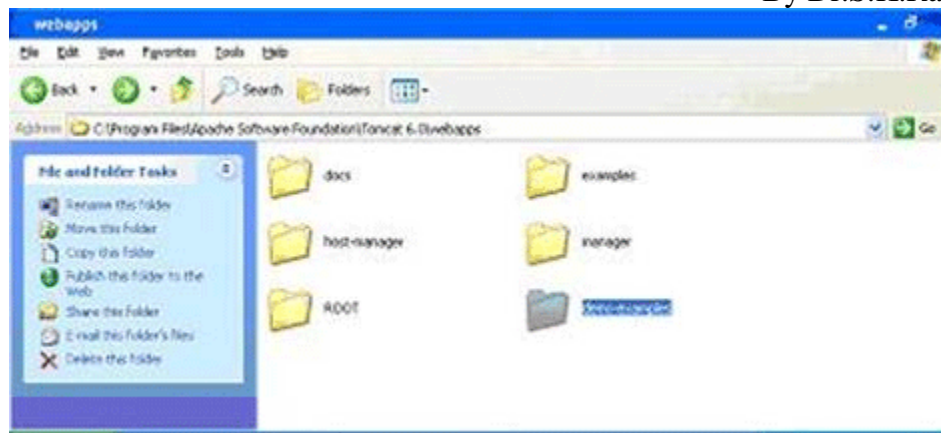 By Dr.S.
webapps
File Edit View Favorites Tools Help
Back Search Folders
Address C:\Program Files\Apache Software Foundation\Tomcat 6.0\webapps Go
File and Folder Tasks
Rename this folder
Move this folder
Copy this folder
Publish this folder to the
Web
Share this folder
E-mail this folder's files
Delete this folder
docs examples
host-manager manager
ROOT